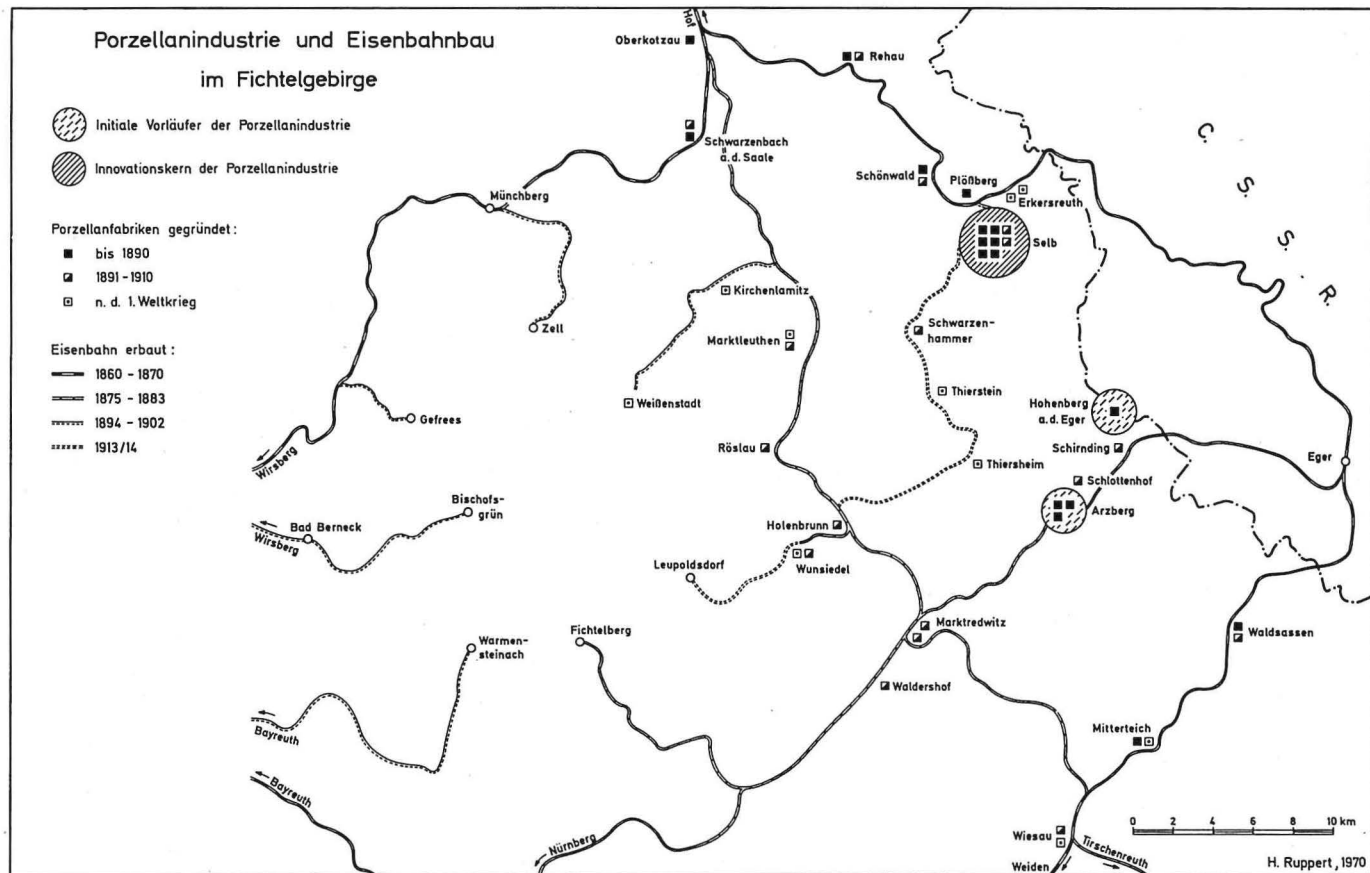 Porzellanindustrie und Eisenbahnbau
im Fichtelgebirge
Initiale Vorläufer der Porzellanindustrie
Innovationskern der Porzellanindustrie
Porzellanfabriken gegründet:
bis 1890
1891-1910
n. d. 1. Weltkrieg
Eisenbahn erbaut:
1860 - 1870
1875 - 1883
1894 - 1902
1913/14
Hof
Oberkotzau
Rehau
Schwarzenbach
a. d. Saale
Schönwald
Plößberg
Erkersreuth
Selb
C. S. S. R.
Münchberg
Zell
Kirchenlamitz
Marktleuthen
Weißenstadt
Schwarzen-
hammer
Thierstein
Hohenberg
a. d. Eger
Gefrees
Wirsberg
Röslau
Thiersheim
Schirnding
Schlottenhof
Eger
Arzberg
Bischofs-
grün
Bad Berneck
Wirsberg
Holenbrunn
Wunsiedel
Leupoldsdorf
Fichtelberg
Warmen-
steinach
Marktredwitz
Waldershof
Waldsassen
Mitterteich
Bayreuth
Bayreuth
Nürnberg
Wiesau
Weiden
Tirschenreuth
0 2 4 6 8 10 km
H. Ruppert, 1970